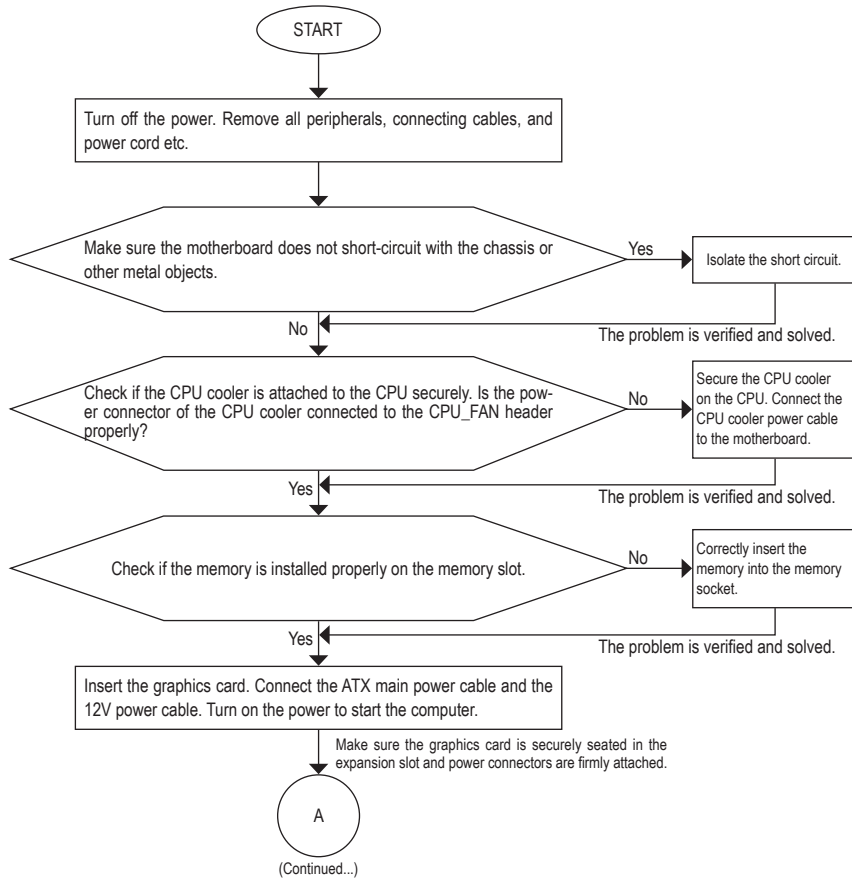 START
Turn off the power. Remove all peripherals, connecting cables, and
power cord etc.
Make sure the motherboard does not short-circuit with the chassis or
other metal objects.
Yes
Isolate the short circuit.
No
The problem is verified and solved.
Check if the CPU cooler is attached to the CPU securely. Is the pow-
er connector of the CPU cooler connected to the CPU_FAN header
properly?
No
Secure the CPU cooler
on the CPU. Connect the
CPU cooler power cable
to the motherboard.
Yes
The problem is verified and solved.
Check if the memory is installed properly on the memory slot.
No
Correctly insert the
memory into the memory
socket.
Yes
The problem is verified and solved.
Insert the graphics card. Connect the ATX main power cable and the
12V power cable. Turn on the power to start the computer.
Make sure the graphics card is securely seated in the
expansion slot and power connectors are firmly attached.
A
(Continued...)